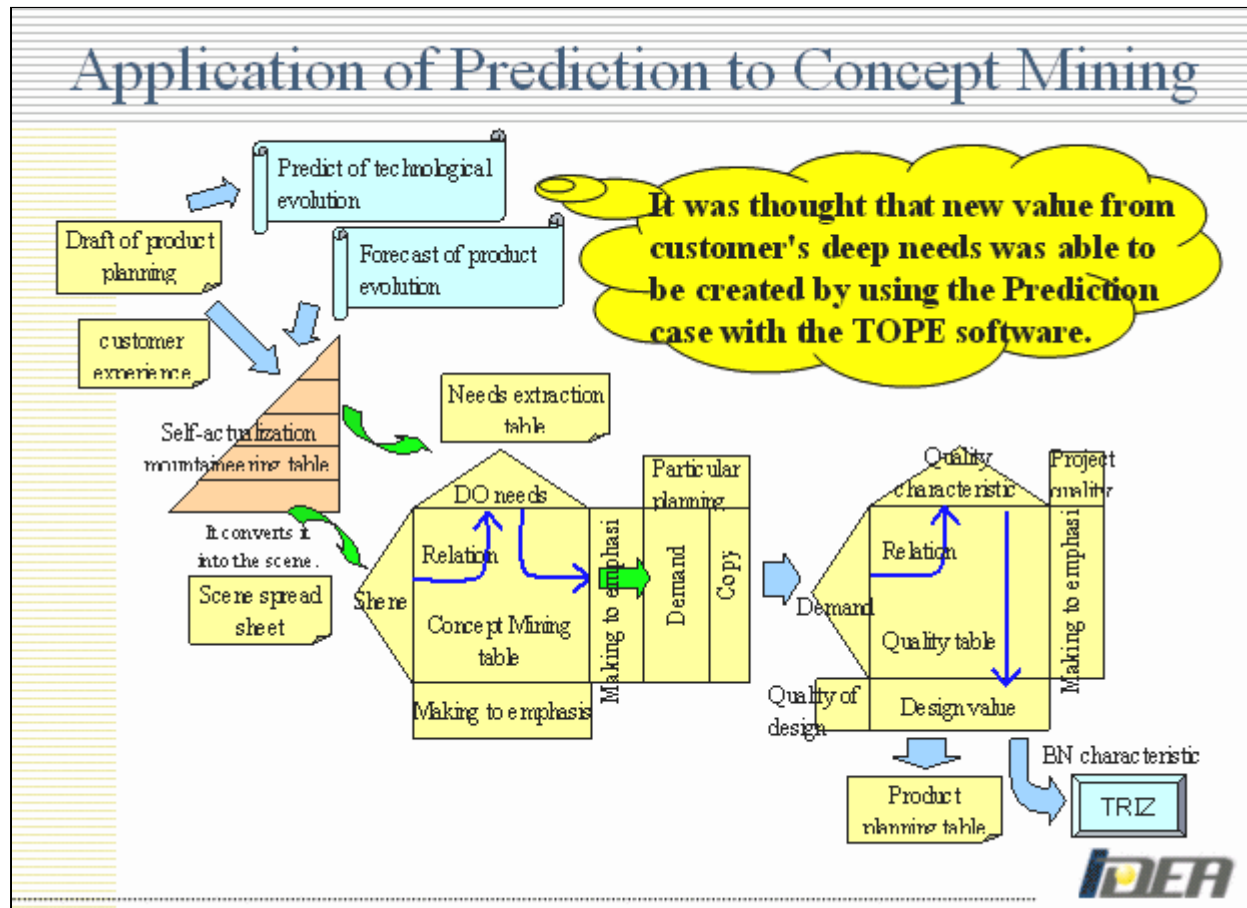 Application of Prediction to Concept Mining
Predict of technological
evolution
Draft of product
planning
Forecast of product
evolution
It was thought that new value from
customer's deep needs was able to
be created by using the Prediction
case with the TOPE software.
customer
experience
Self-actualization
mountaineering table
Needs extraction
table
It converts it
into the scene.
Scene spread
sheet
DO needs
Relation
Shene
Concept Mining
table
Making to emphasis
Making to emphasi
Particular
planning
Demand
Copy
Quality
characteristic
Project
quality
Relation
Demand
Quality table
Making to emphasi
Quality of
design
Design value
BN characteristic
Product
planning table
TRIZ
IDEA